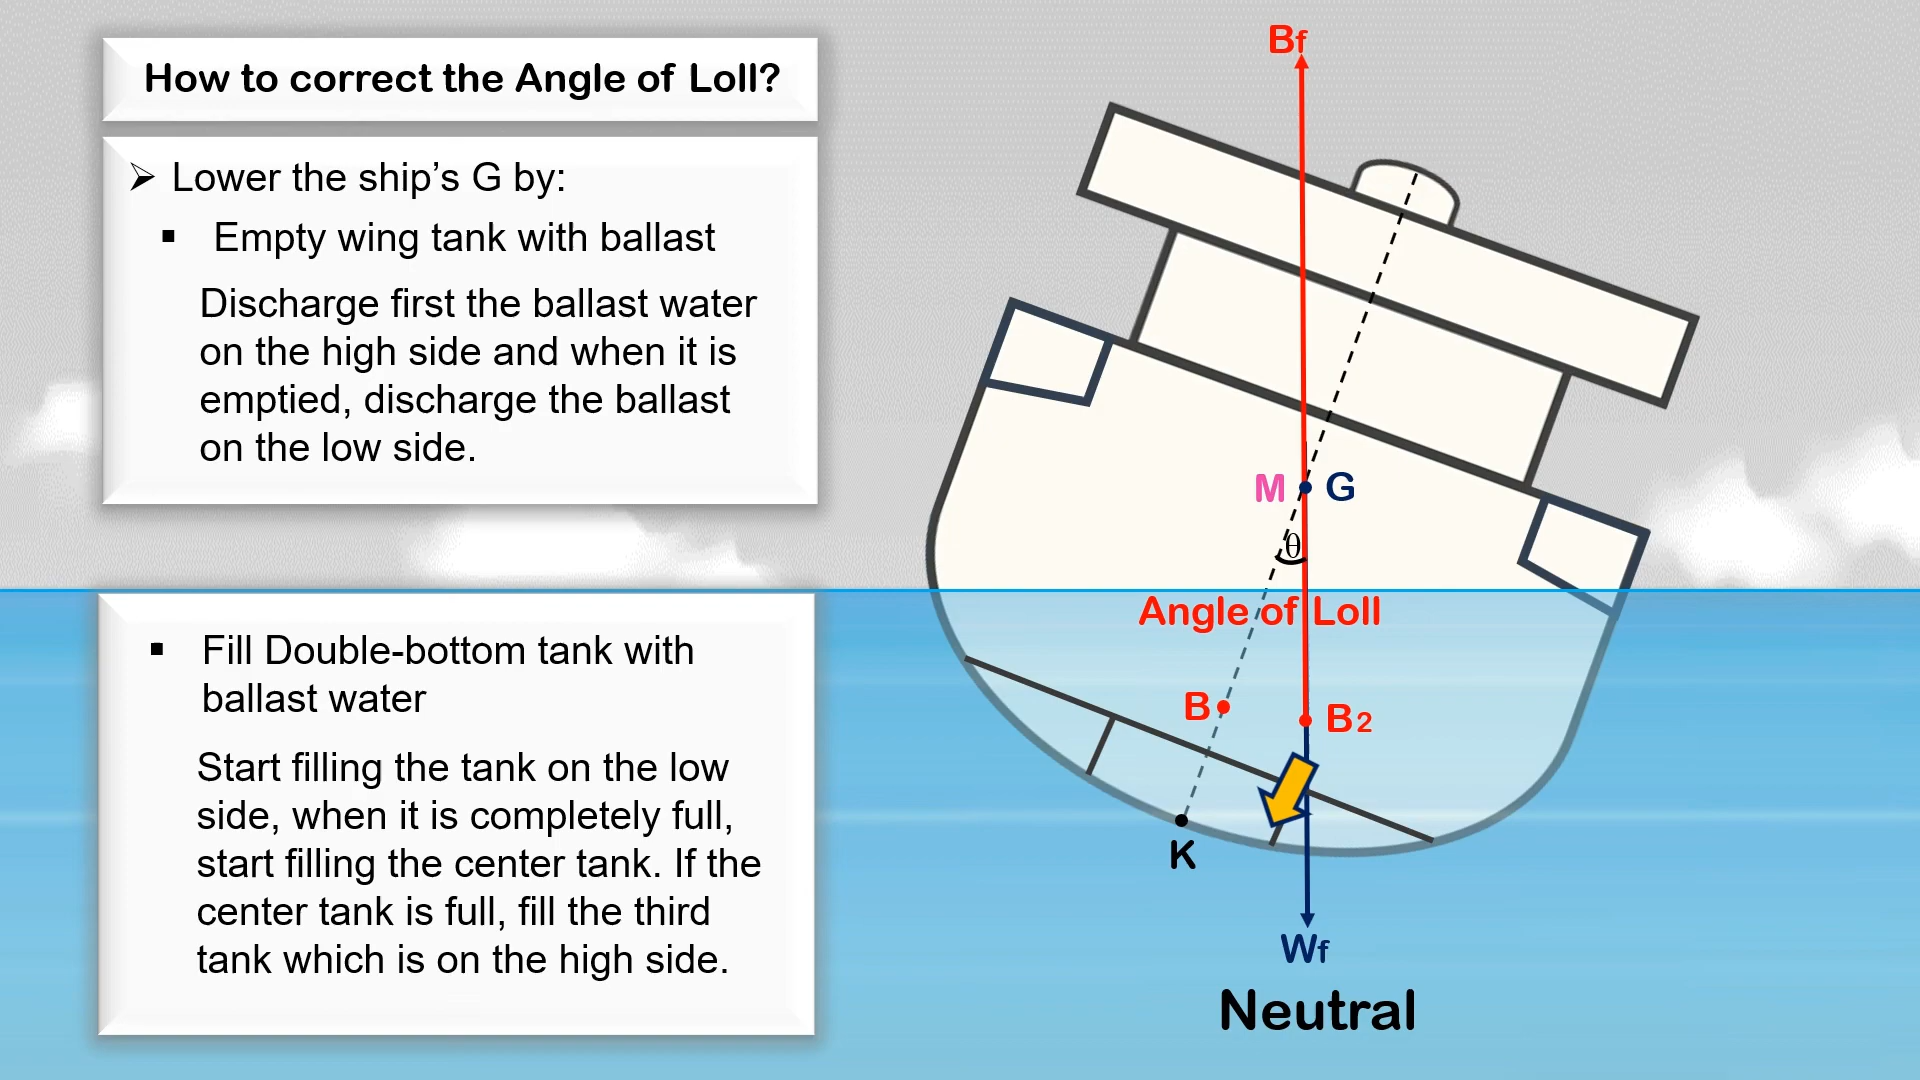 How to correct the Angle of Loll?
➢ Lower the ship’s G by:
▪ Empty wing tank with ballast
Discharge first the ballast water
on the high side and when it is
emptied, discharge the ballast
on the low side.
▪ Fill Double-bottom tank with
ballast water
Start filling the tank on the low
side, when it is completely full,
start filling the center tank. If the
center tank is full, fill the third
tank which is on the high side.
Bf
M G
θ
Angle of Loll
B
B2
K
Wf
Neutral